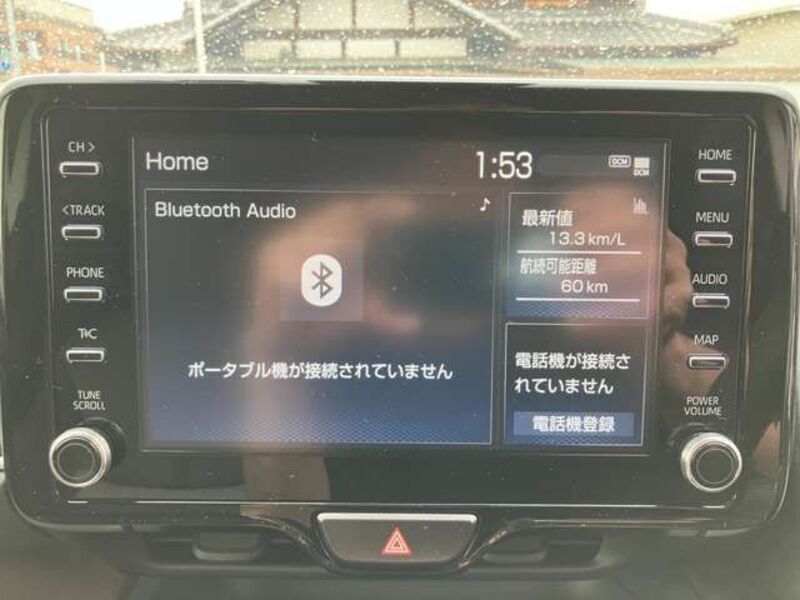 CH >
<TRACK
PHONE
T&C
TUNE
SCROLL
Home
1:53
DCM
DCM
Bluetooth Audio
ポータブル機が接続されていません
最新値
13.3 km/L
航続可能距離
60 km
電話機が接続さ
れていません
電話機登録
HOME
MENU
AUDIO
MAP
POWER
VOLUME